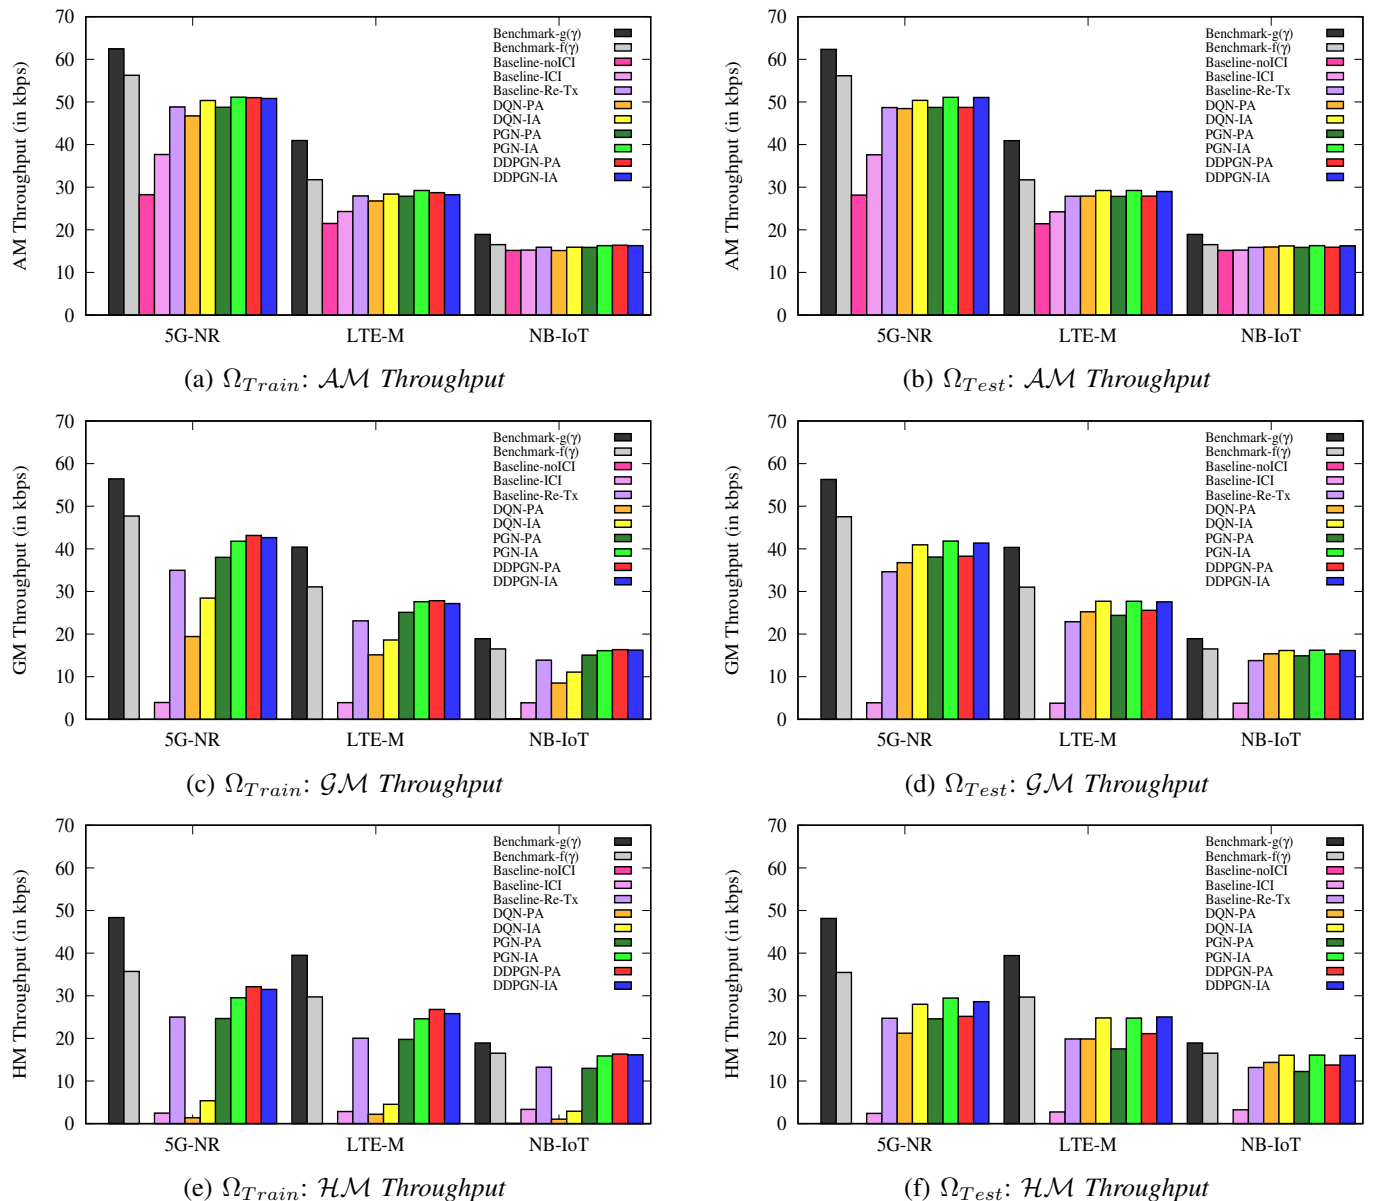 AM Throughput (in kbps)
70
60
50
40
30
20
10
0
Benchmark-g(γ)
Benchmark-f(γ)
Baseline-noICI
Baseline-ICI
Baseline-Re-Tx
DQN-PA
DQN-IA
PGN-PA
PGN-IA
DDPGN-PA
DDPGN-IA
5G-NR LTE-M NB-IoT
(a) Ω_Train: 𝒜ℳ Throughput
AM Throughput (in kbps)
70
60
50
40
30
20
10
0
Benchmark-g(γ)
Benchmark-f(γ)
Baseline-noICI
Baseline-ICI
Baseline-Re-Tx
DQN-PA
DQN-IA
PGN-PA
PGN-IA
DDPGN-PA
DDPGN-IA
5G-NR LTE-M NB-IoT
(b) Ω_Test: 𝒜ℳ Throughput
GM Throughput (in kbps)
70
60
50
40
30
20
10
0
Benchmark-g(γ)
Benchmark-f(γ)
Baseline-noICI
Baseline-ICI
Baseline-Re-Tx
DQN-PA
DQN-IA
PGN-PA
PGN-IA
DDPGN-PA
DDPGN-IA
5G-NR LTE-M NB-IoT
(c) Ω_Train: 𝒢ℳ Throughput
GM Throughput (in kbps)
70
60
50
40
30
20
10
0
Benchmark-g(γ)
Benchmark-f(γ)
Baseline-noICI
Baseline-ICI
Baseline-Re-Tx
DQN-PA
DQN-IA
PGN-PA
PGN-IA
DDPGN-PA
DDPGN-IA
5G-NR LTE-M NB-IoT
(d) Ω_Test: 𝒢ℳ Throughput
HM Throughput (in kbps)
70
60
50
40
30
20
10
0
Benchmark-g(γ)
Benchmark-f(γ)
Baseline-noICI
Baseline-ICI
Baseline-Re-Tx
DQN-PA
DQN-IA
PGN-PA
PGN-IA
DDPGN-PA
DDPGN-IA
5G-NR LTE-M NB-IoT
(e) Ω_Train: ℋℳ Throughput
HM Throughput (in kbps)
70
60
50
40
30
20
10
0
Benchmark-g(γ)
Benchmark-f(γ)
Baseline-noICI
Baseline-ICI
Baseline-Re-Tx
DQN-PA
DQN-IA
PGN-PA
PGN-IA
DDPGN-PA
DDPGN-IA
5G-NR LTE-M NB-IoT
(f) Ω_Test: ℋℳ Throughput